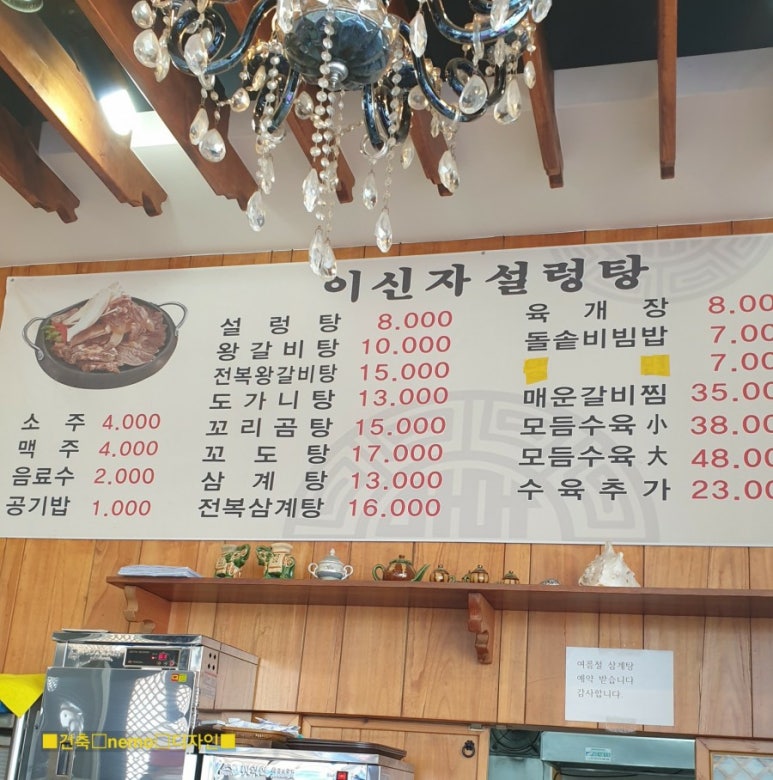 이신자설렁탕
소 주 4.000
맥 주 4.000
음료수 2.000
공기밥 1.000
설 렁 탕 8.000
왕 갈 비 탕 10.000
전복왕갈비탕 15.000
도 가 니 탕 13.000
꼬 리 곰 탕 15.000
꼬 도 탕 17.000
삼 계 탕 13.000
전복삼계탕 16.000
육 개 장 8.00
돌솥비빔밥 7.00
7.00
매운갈비찜 35.00
모듬수육 小 38.00
모듬수육 大 48.00
수 육 추 가 23.00
여름철 삼계탕
예약 받습니다
감사합니다.